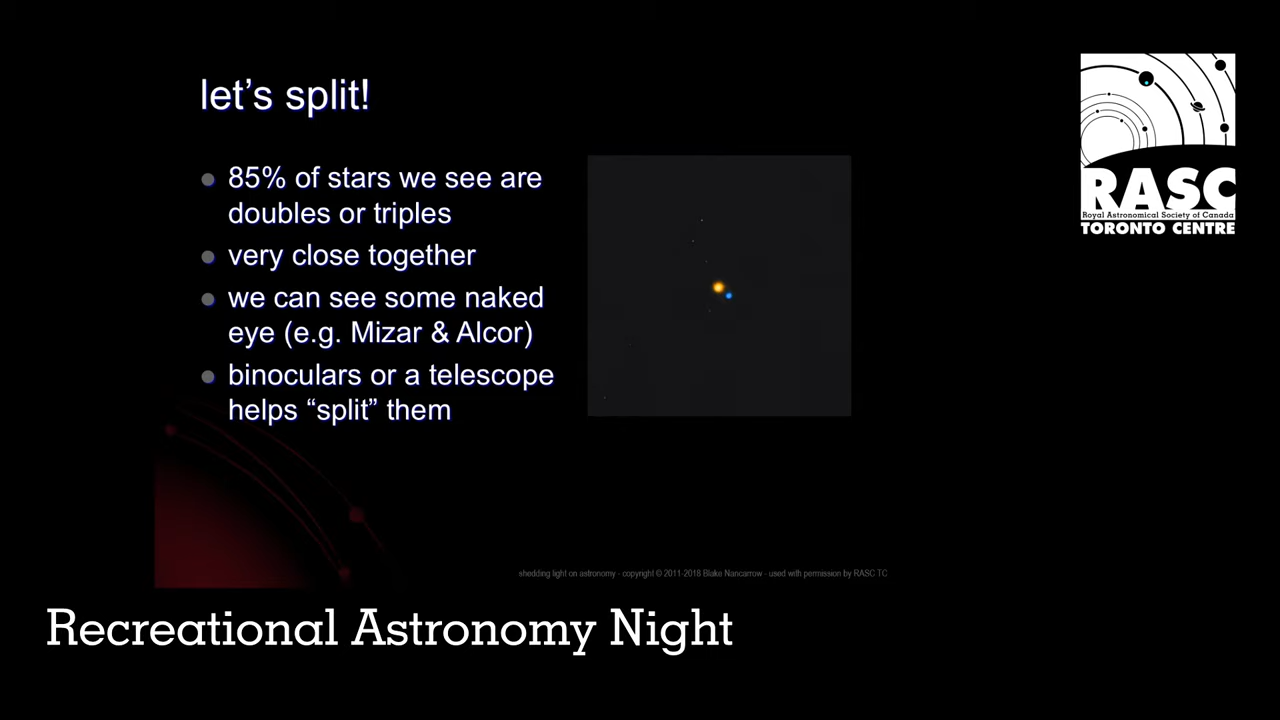 let's split!
85% of stars we see are
doubles or triples
very close together
we can see some naked
eye (e.g. Mizar & Alcor)
binoculars or a telescope
helps “split” them
shedding light on astronomy - copyright © 2011-2018 Blake Nancarrow - used with permission by RASC TC
RASC
Royal Astronomical Society of Canada
TORONTO CENTRE
Recreational Astronomy Night